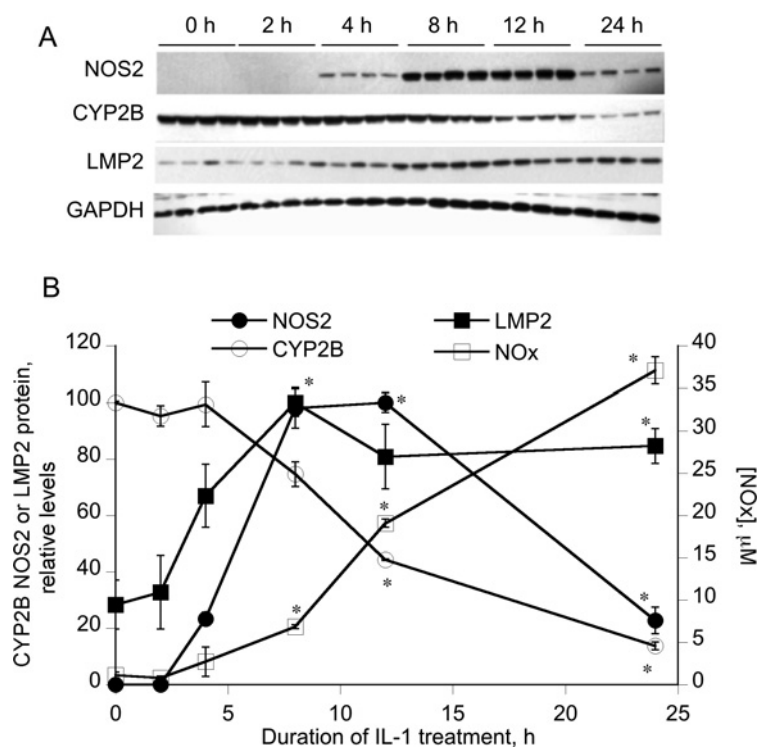 A
0 h 2 h 4 h 8 h 12 h 24 h
NOS2
CYP2B
LMP2
GAPDH
B
NOS2 LMP2
CYP2B NOx
CYP2B NOS2 or LMP2 protein,
relative levels
120
100
80
60
40
20
0
40
35
30
25
20
15
10
5
0
[NOx], µM
* * * * * * * * *
0 5 10 15 20 25
Duration of IL-1 treatment, h